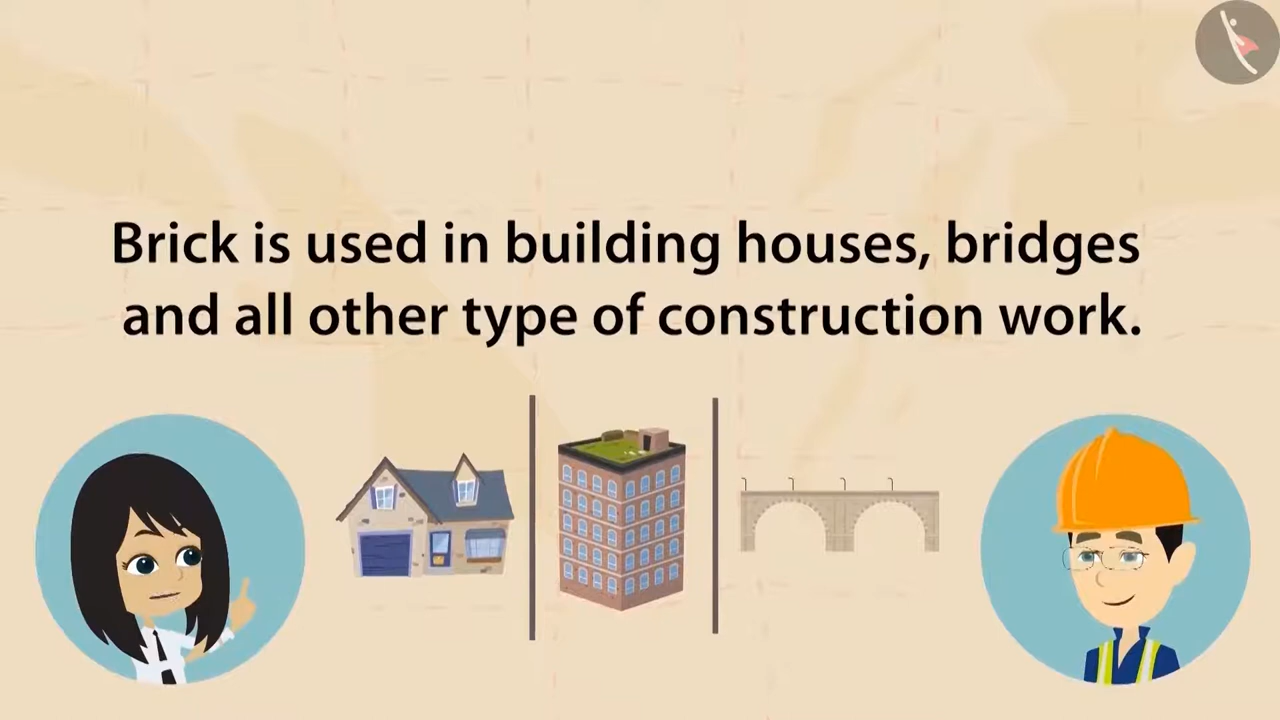 Brick is used in building houses, bridges
and all other type of construction work.